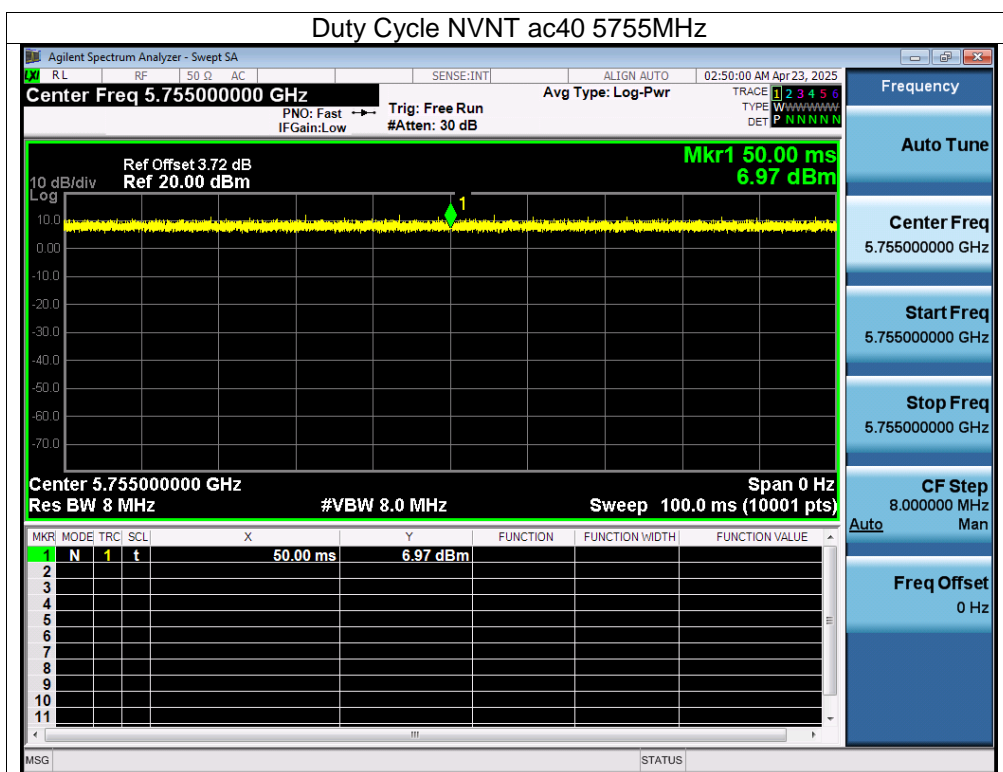 Duty Cycle NVNT ac40 5755MHz
Agilent Spectrum Analyzer - Swept SA
LXI RL RF 50 Ω AC SENSE:INT ALIGN AUTO 02:50:00 AM Apr 23, 2025
Center Freq 5.755000000 GHz Avg Type: Log-Pwr TRACE 1 2 3 4 5 6
PNO: Fast Trig: Free Run TYPE WWWWWW
IFGain:Low #Atten: 30 dB DET P N N N N N
Mkr1 50.00 ms
Ref Offset 3.72 dB
10 dB/div Ref 20.00 dBm 6.97 dBm
Log
1
10.0
0.00
-10.0
-20.0
-30.0
-40.0
-50.0
-60.0
-70.0
Center 5.755000000 GHz Span 0 Hz
Res BW 8 MHz #VBW 8.0 MHz Sweep 100.0 ms (10001 pts)
MKR MODE TRC SCL X Y FUNCTION FUNCTION WIDTH FUNCTION VALUE
1 N 1 t 50.00 ms 6.97 dBm
2
3
4
5
6
7
8
9
10
11
MSG STATUS
Frequency
Auto Tune
Center Freq
5.755000000 GHz
Start Freq
5.755000000 GHz
Stop Freq
5.755000000 GHz
CF Step
8.000000 MHz
Auto Man
Freq Offset
0 Hz